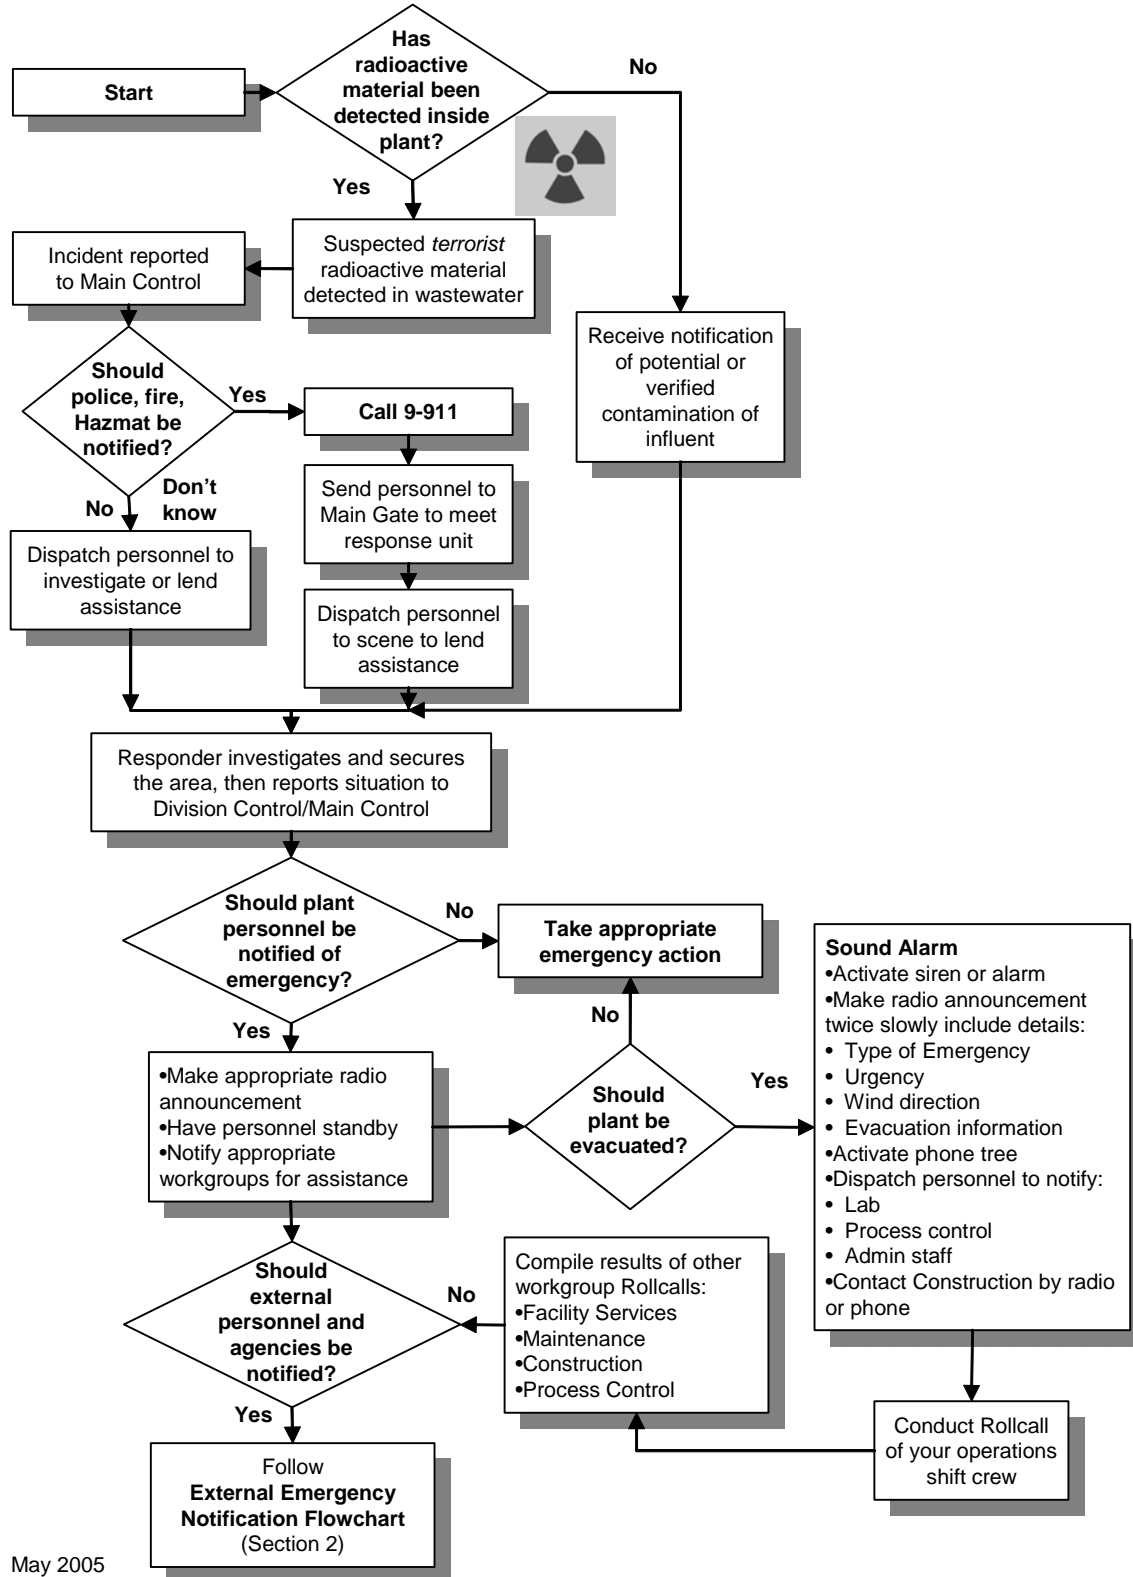 Start
Has
radioactive
material been
detected inside
plant?
No
Yes
Suspected terrorist
radioactive material
detected in wastewater
Incident reported
to Main Control
Receive notification
of potential or
verified
contamination of
influent
Should
police, fire,
Hazmat be
notified?
Yes
Call 9-911
Send personnel to
Main Gate to meet
response unit
No
Don't
know
Dispatch personnel to
investigate or lend
assistance
Dispatch personnel
to scene to lend
assistance
Responder investigates and secures
the area, then reports situation to
Division Control/Main Control
Should plant
personnel be
notified of
emergency?
No
Take appropriate
emergency action
Yes
•Make appropriate radio
announcement
•Have personnel standby
•Notify appropriate
workgroups for assistance
No
Should
plant be
evacuated?
Yes
Sound Alarm
•Activate siren or alarm
•Make radio announcement
twice slowly include details:
• Type of Emergency
• Urgency
• Wind direction
• Evacuation information
•Activate phone tree
•Dispatch personnel to notify:
• Lab
• Process control
• Admin staff
•Contact Construction by radio
or phone
Should
external
personnel and
agencies be
notified?
No
Compile results of other
workgroup Rollcalls:
•Facility Services
•Maintenance
•Construction
•Process Control
Conduct Rollcall
of your operations
shift crew
Yes
Follow
External Emergency
Notification Flowchart
(Section 2)
May 2005